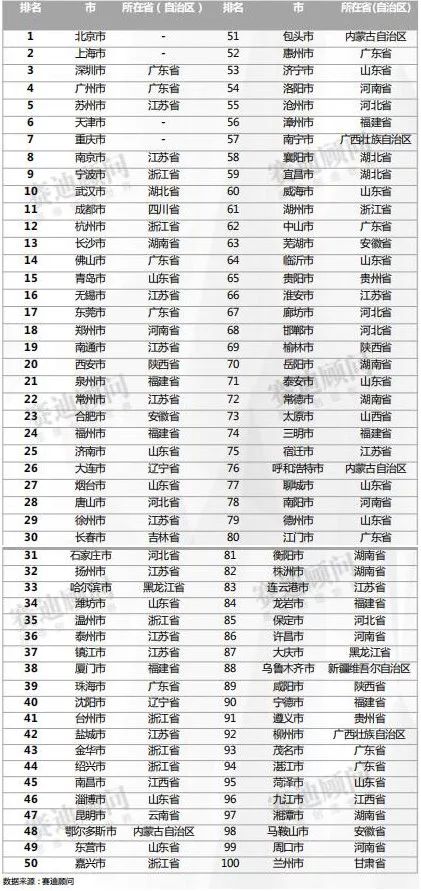 排名 市 所在省（自治区） 排名 市 所在省(自治区)
1 北京市 - 51 包头市 内蒙古自治区
2 上海市 - 52 惠州市 广东省
3 深圳市 广东省 53 济宁市 山东省
4 广州市 广东省 54 洛阳市 河南省
5 苏州市 江苏省 55 沧州市 河北省
6 天津市 - 56 漳州市 福建省
7 重庆市 - 57 南宁市 广西壮族自治区
8 南京市 江苏省 58 襄阳市 湖北省
9 宁波市 浙江省 59 宜昌市 湖北省
10 武汉市 湖北省 60 威海市 山东省
11 成都市 四川省 61 湖州市 浙江省
12 杭州市 浙江省 62 中山市 广东省
13 长沙市 湖南省 63 芜湖市 安徽省
14 佛山市 广东省 64 临沂市 山东省
15 青岛市 山东省 65 贵阳市 贵州省
16 无锡市 江苏省 66 淮安市 江苏省
17 东莞市 广东省 67 廊坊市 河北省
18 郑州市 河南省 68 邯郸市 河北省
19 南通市 江苏省 69 榆林市 陕西省
20 西安市 陕西省 70 岳阳市 湖南省
21 泉州市 福建省 71 泰安市 山东省
22 常州市 江苏省 72 常德市 湖南省
23 合肥市 安徽省 73 太原市 山西省
24 福州市 福建省 74 三明市 福建省
25 济南市 山东省 75 宿迁市 江苏省
26 大连市 辽宁省 76 呼和浩特市 内蒙古自治区
27 烟台市 山东省 77 聊城市 山东省
28 唐山市 河北省 78 南阳市 河南省
29 徐州市 江苏省 79 德州市 山东省
30 长春市 吉林省 80 江门市 广东省
31 石家庄市 河北省 81 衡阳市 湖南省
32 扬州市 江苏省 82 株洲市 湖南省
33 哈尔滨市 黑龙江省 83 连云港市 江苏省
34 潍坊市 山东省 84 龙岩市 福建省
35 温州市 浙江省 85 保定市 河北省
36 泰州市 江苏省 86 许昌市 河南省
37 镇江市 江苏省 87 大庆市 黑龙江省
38 厦门市 福建省 88 乌鲁木齐市 新疆维吾尔自治区
39 珠海市 广东省 89 咸阳市 陕西省
40 沈阳市 辽宁省 90 宁德市 福建省
41 台州市 浙江省 91 遵义市 贵州省
42 盐城市 江苏省 92 柳州市 广西壮族自治区
43 金华市 浙江省 93 茂名市 广东省
44 绍兴市 浙江省 94 湛江市 广东省
45 南昌市 江西省 95 菏泽市 山东省
46 淄博市 山东省 96 九江市 江西省
47 昆明市 云南省 97 湘潭市 湖南省
48 鄂尔多斯市 内蒙古自治区 98 马鞍山市 安徽省
49 东营市 山东省 99 周口市 河南省
50 嘉兴市 浙江省 100 兰州市 甘肃省
数据来源：赛迪顾问